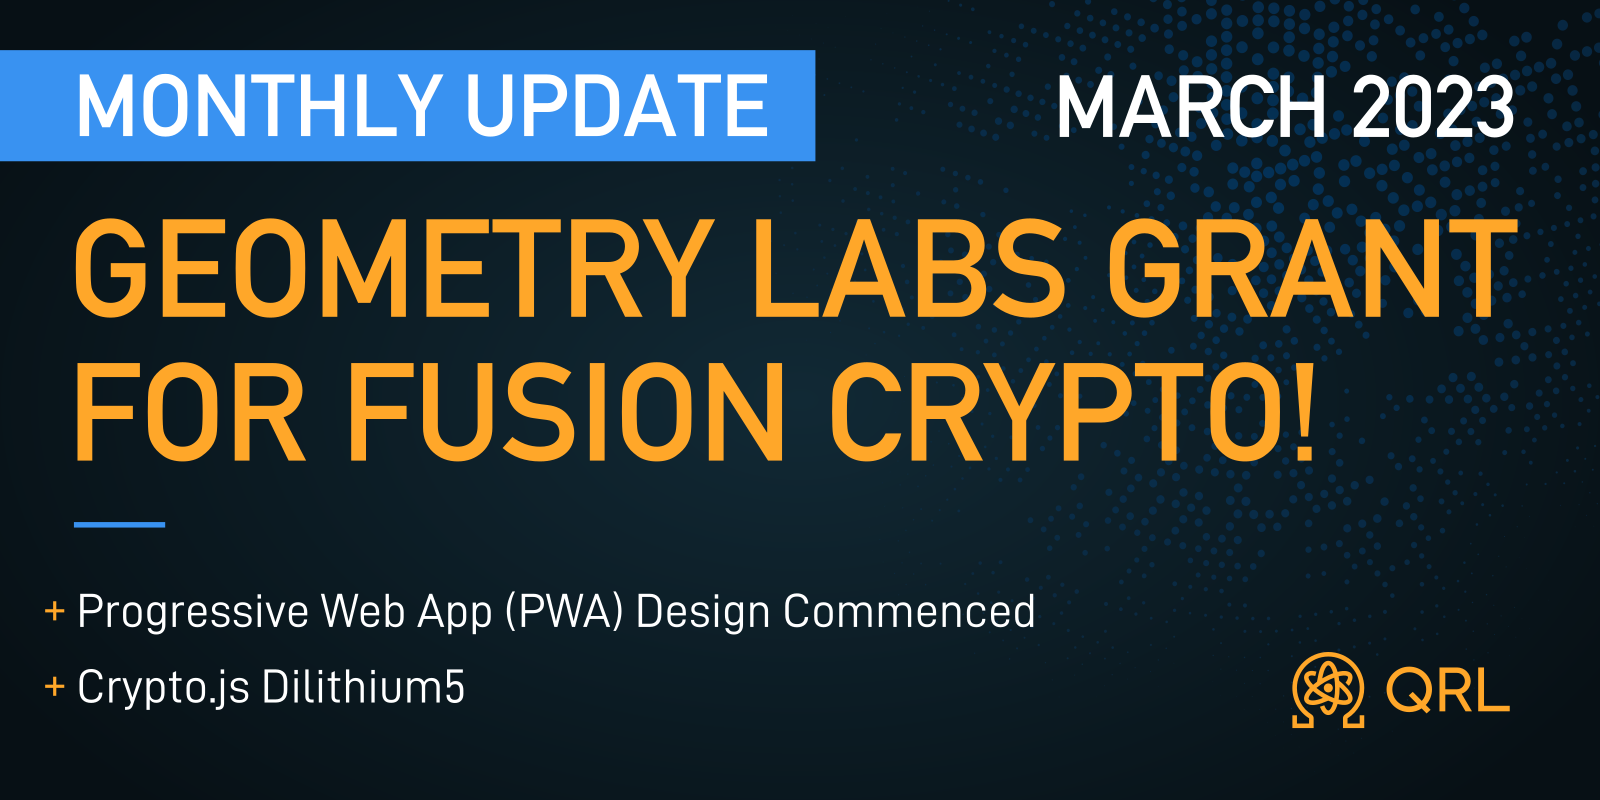 MONTHLY UPDATE
MARCH 2023
GEOMETRY LABS GRANT
FOR FUSION CRYPTO!
+ Progressive Web App (PWA) Design Commenced
+ Crypto.js Dilithium5
QRL